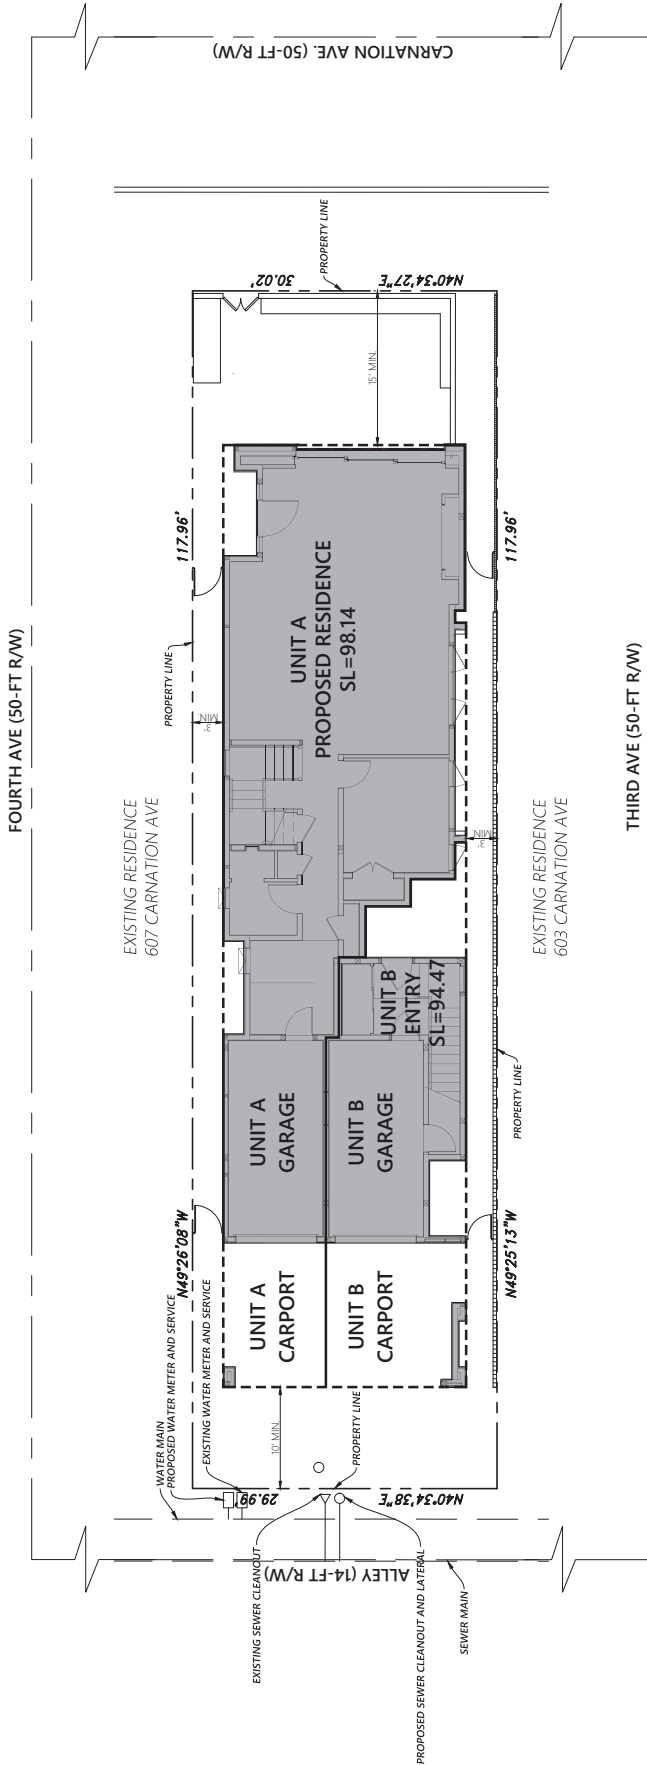 CARNATION AVE. (50-FT R/W)
PROPERTY LINE
30.02'
N40°34'27"E
15' MIN.
117.96'
117.96'
FOURTH AVE (50-FT R/W)
PROPERTY LINE
3' MIN.
UNIT A
PROPOSED RESIDENCE
SL=98.14
THIRD AVE (50-FT R/W)
EXISTING RESIDENCE
607 CARNATION AVE
EXISTING RESIDENCE
603 CARNATION AVE
3' MIN.
UNIT B
ENTRY
SL=94.47
UNIT A
GARAGE
UNIT B
GARAGE
PROPERTY LINE
N49°26'08"W
N49°25'13"W
UNIT A
CARPORT
UNIT B
CARPORT
WATER MAIN
PROPOSED WATER METER AND SERVICE
EXISTING WATER METER AND SERVICE
10' MIN.
PROPERTY LINE
29.99'
N40°34'38"E
ALLEY (14-FT R/W)
EXISTING SEWER CLEANOUT
PROPOSED SEWER CLEANOUT AND LATERAL
SEWER MAIN